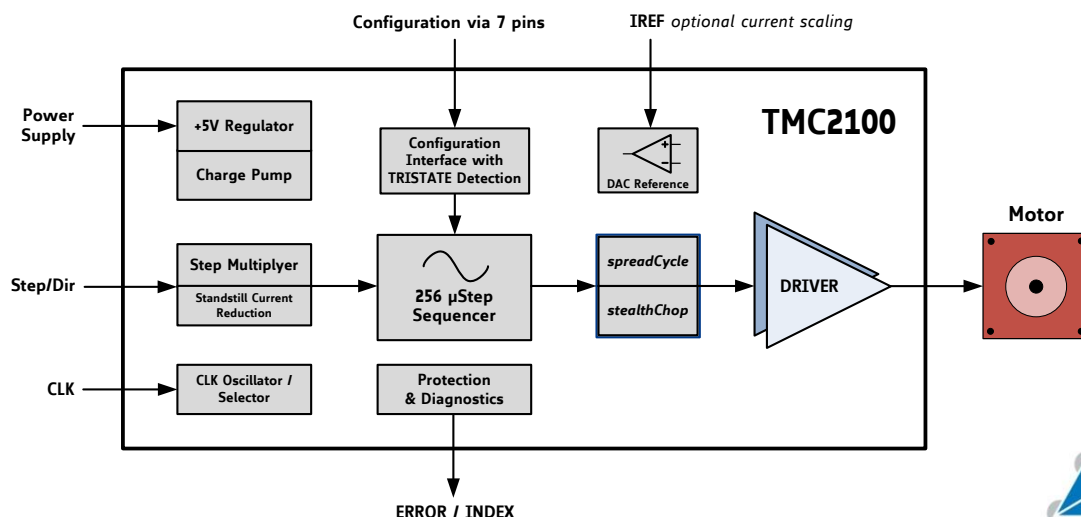 Configuration via 7 pins
IREF optional current scaling
TMC2100
Power
Supply
+5V Regulator
Charge Pump
Configuration
Interface with
TRISTATE Detection
DAC Reference
Motor
Step/Dir
Step Multiplyer
Standstill Current
Reduction
256 µStep
Sequencer
spreadCycle
stealthChop
DRIVER
CLK
CLK Oscillator /
Selector
Protection
& Diagnostics
ERROR / INDEX